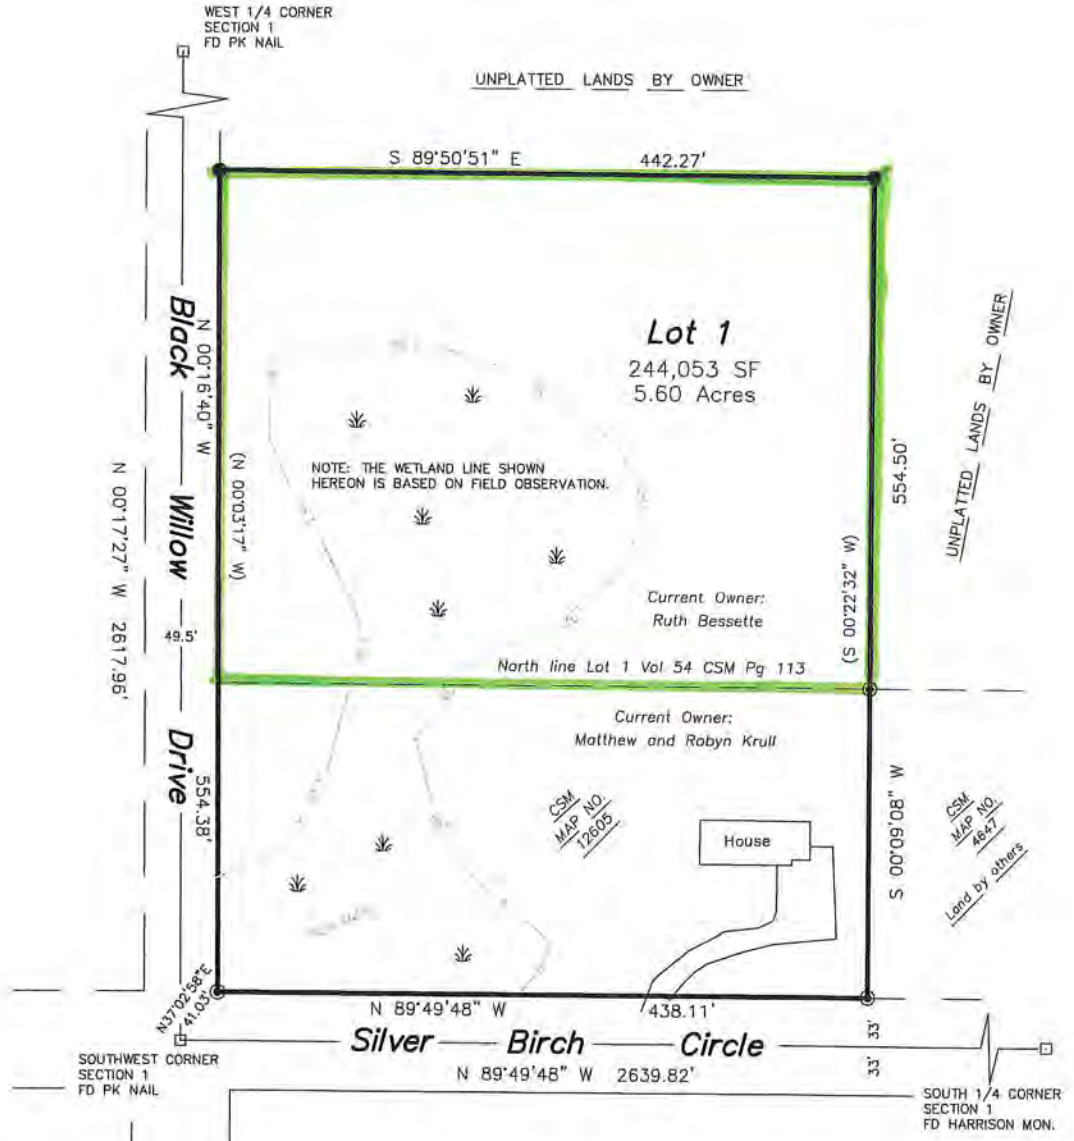 WEST 1/4 CORNER
SECTION 1
FD PK NAIL
UNPLATTED LANDS BY OWNER
S 89°50'51" E 442.27'
Lot 1
244,053 SF
5.60 Acres
Black Willow Drive
N 00°16'40" W
(N 00°03'17" W)
N 00°17'27" W 2617.96'
49.5'
554.38'
NOTE: THE WETLAND LINE SHOWN
HEREON IS BASED ON FIELD OBSERVATION.
UNPLATTED LANDS BY OWNER
554.50'
(S 00°22'32" W)
Current Owner:
Ruth Bessette
North line Lot 1 Vol 54 CSM Pg 113
Current Owner:
Matthew and Robyn Krull
CSM
MAP NO.
12605
House
S 00°09'08" W
CSM
MAP NO.
4647
Land by others
N37°02'58"E
41.03'
N 89°49'48" W 438.11'
Silver Birch Circle
33'
33'
N 89°49'48" W 2639.82'
SOUTHWEST CORNER
SECTION 1
FD PK NAIL
SOUTH 1/4 CORNER
SECTION 1
FD HARRISON MON.